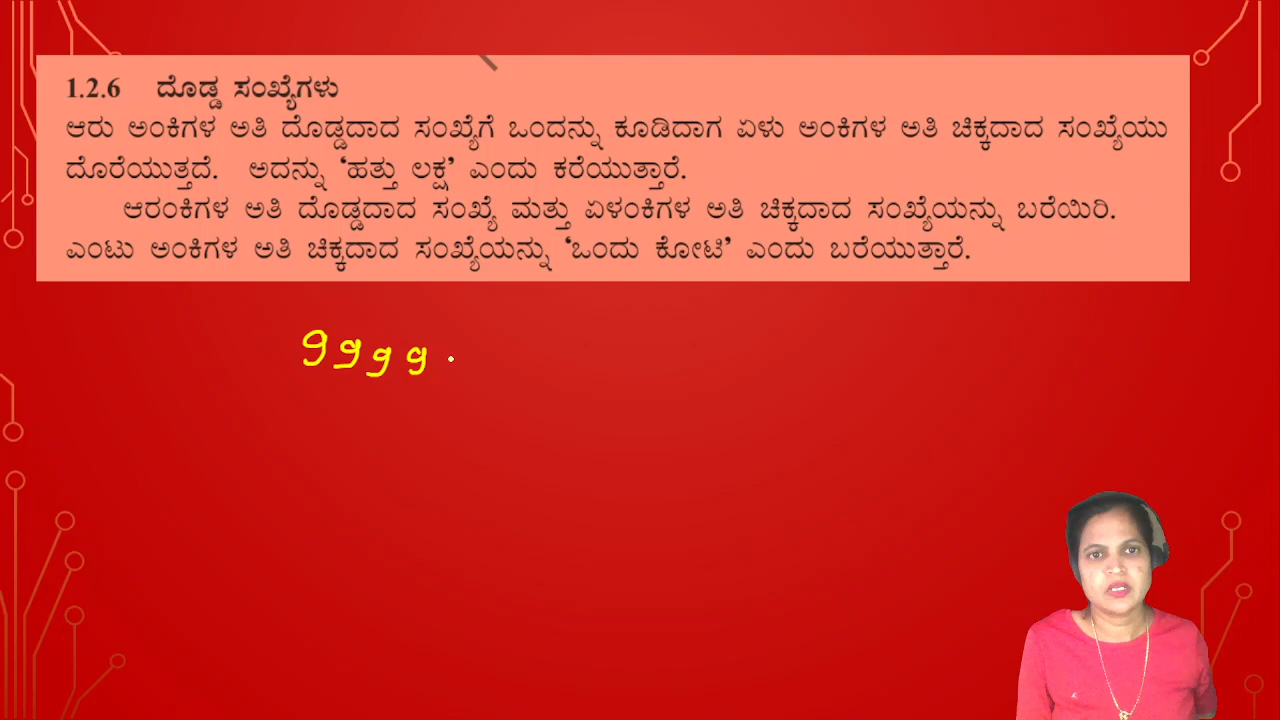 1.2.6 ದೊಡ್ಡ ಸಂಖ್ಯೆಗಳು
ಆರು ಅಂಕಿಗಳ ಅತಿ ದೊಡ್ಡದಾದ ಸಂಖ್ಯೆಗೆ ಒಂದನ್ನು ಕೂಡಿದಾಗ ಏಳು ಅಂಕಿಗಳ ಅತಿ ಚಿಕ್ಕದಾದ ಸಂಖ್ಯೆಯು
ದೊರೆಯುತ್ತದೆ. ಅದನ್ನು ‘ಹತ್ತು ಲಕ್ಷ’ ಎಂದು ಕರೆಯುತ್ತಾರೆ.
ಆರಂಕಿಗಳ ಅತಿ ದೊಡ್ಡದಾದ ಸಂಖ್ಯೆ ಮತ್ತು ಏಳಂಕಿಗಳ ಅತಿ ಚಿಕ್ಕದಾದ ಸಂಖ್ಯೆಯನ್ನು ಬರೆಯಿರಿ.
ಎಂಟು ಅಂಕಿಗಳ ಅತಿ ಚಿಕ್ಕದಾದ ಸಂಖ್ಯೆಯನ್ನು ‘ಒಂದು ಕೋಟಿ’ ಎಂದು ಬರೆಯುತ್ತಾರೆ.
9999